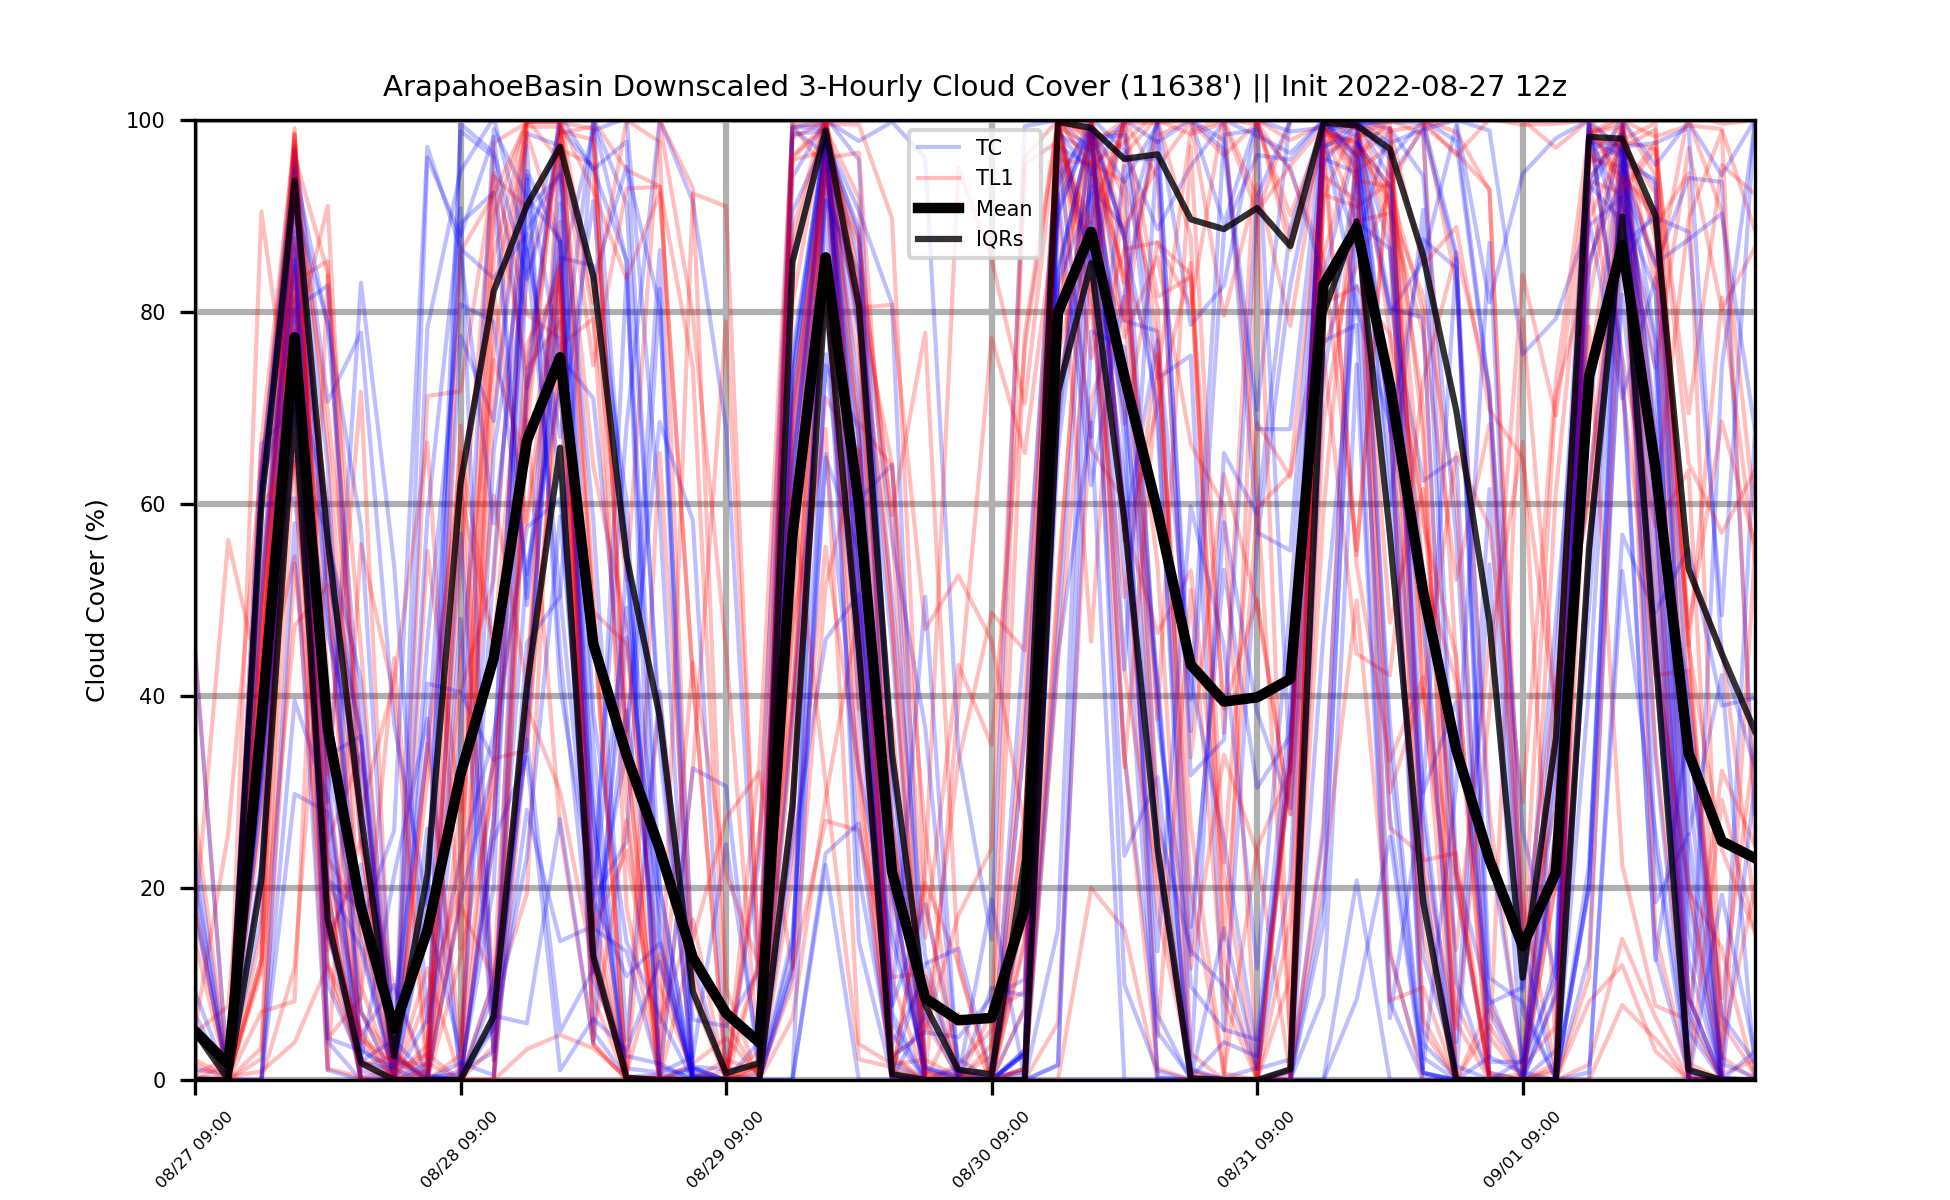 ArapahoeBasin Downscaled 3-Hourly Cloud Cover (11638') || Init 2022-08-27 12z
Cloud Cover (%)
100
80
60
40
20
0
TC
TL1
Mean
IQRs
08/27 09:00
08/28 09:00
08/29 09:00
08/30 09:00
08/31 09:00
09/01 09:00